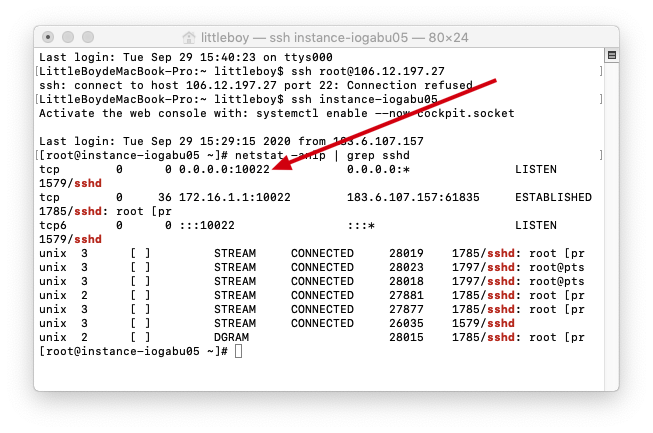 littleboy — ssh instance-iogabu05 — 80×24
Last login: Tue Sep 29 15:40:23 on ttys000
[LittleBoydeMacBook-Pro:~ littleboy$ ssh root@106.12.197.27 ]
ssh: connect to host 106.12.197.27 port 22: Connection refused
[LittleBoydeMacBook-Pro:~ littleboy$ ssh instance-iogabu05 ]
Activate the web console with: systemctl enable --now cockpit.socket
Last login: Tue Sep 29 15:29:15 2020 from 183.6.107.157
[[root@instance-iogabu05 ~]# netstat -anip | grep sshd ]
tcp 0 0 0.0.0.0:10022 0.0.0.0:* LISTEN
1579/sshd
tcp 0 36 172.16.1.1:10022 183.6.107.157:61835 ESTABLISHED
1785/sshd: root [pr
tcp6 0 0 :::10022 :::* LISTEN
1579/sshd
unix 3 [ ] STREAM CONNECTED 28019 1785/sshd: root [pr
unix 3 [ ] STREAM CONNECTED 28023 1797/sshd: root@pts
unix 3 [ ] STREAM CONNECTED 28018 1797/sshd: root@pts
unix 2 [ ] STREAM CONNECTED 27881 1785/sshd: root [pr
unix 3 [ ] STREAM CONNECTED 27877 1785/sshd: root [pr
unix 3 [ ] STREAM CONNECTED 26035 1579/sshd
unix 2 [ ] DGRAM 28015 1785/sshd: root [pr
[root@instance-iogabu05 ~]#